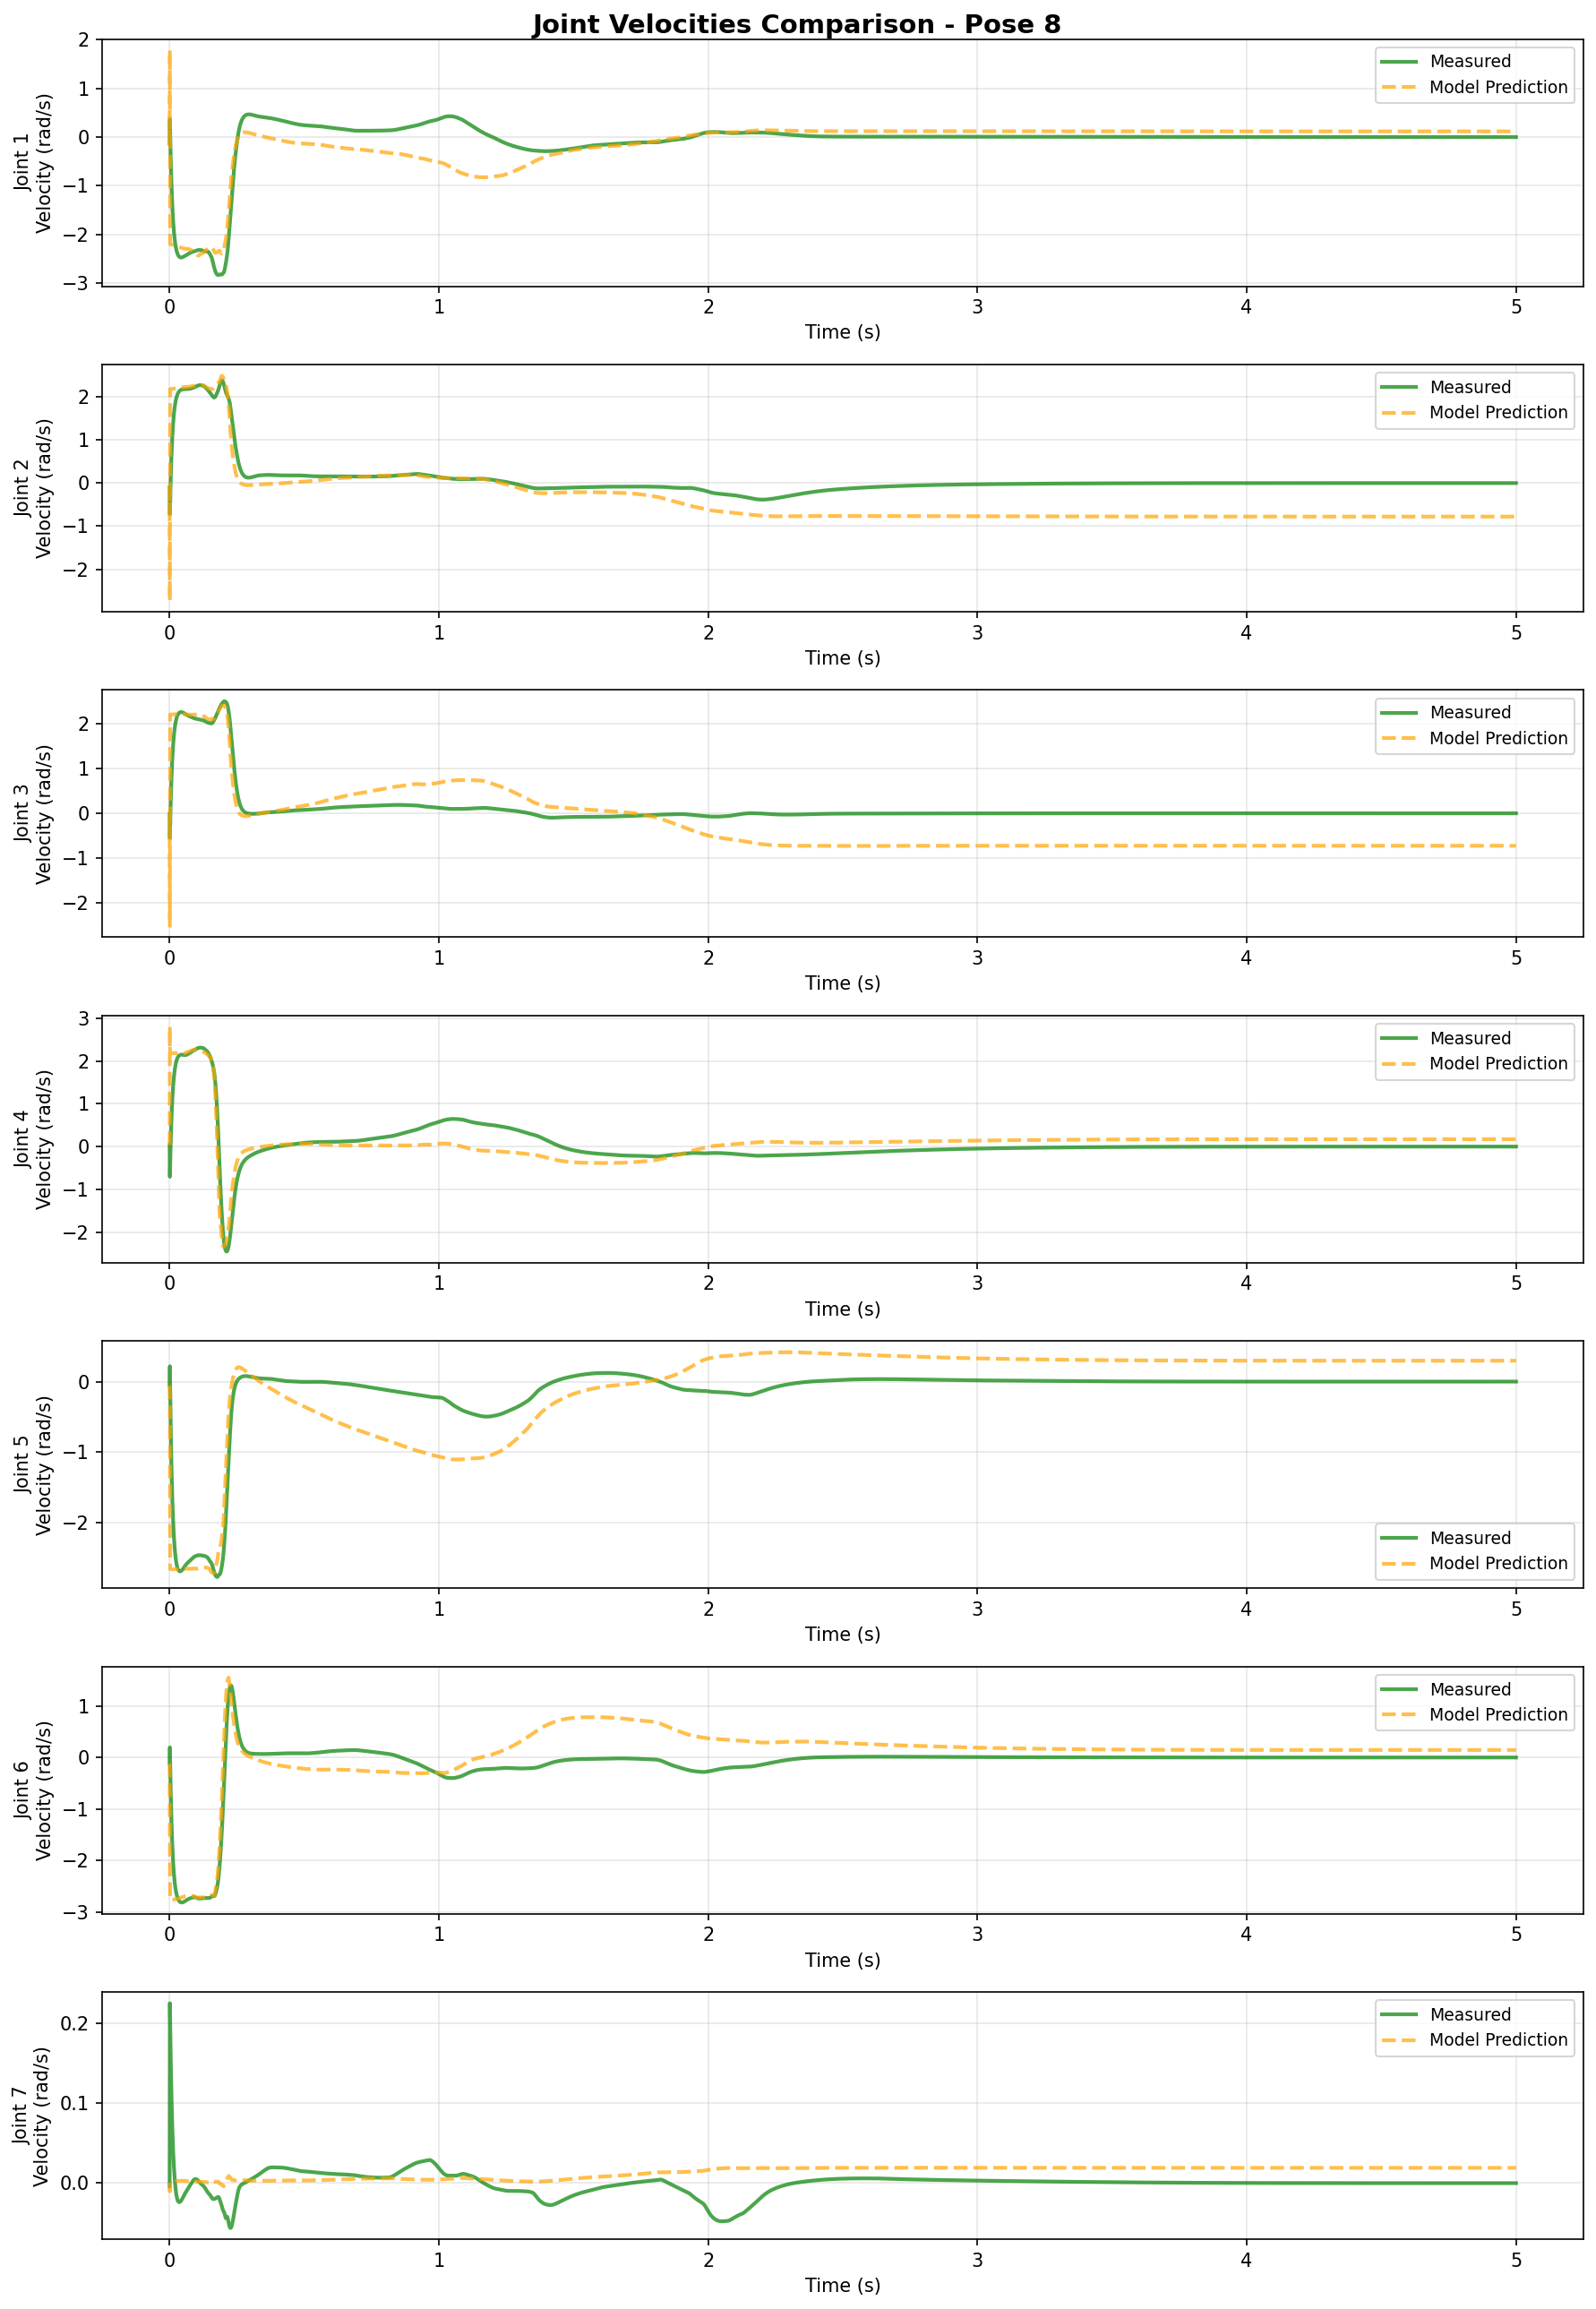 Joint Velocities Comparison - Pose 8
Joint 1
Velocity (rad/s)
2
1
0
−1
−2
−3
Measured
Model Prediction
0 1 2 3 4 5
Time (s)
Joint 2
Velocity (rad/s)
2
1
0
−1
−2
Measured
Model Prediction
0 1 2 3 4 5
Time (s)
Joint 3
Velocity (rad/s)
2
1
0
−1
−2
Measured
Model Prediction
0 1 2 3 4 5
Time (s)
Joint 4
Velocity (rad/s)
3
2
1
0
−1
−2
Measured
Model Prediction
0 1 2 3 4 5
Time (s)
Joint 5
Velocity (rad/s)
0
−1
−2
Measured
Model Prediction
0 1 2 3 4 5
Time (s)
Joint 6
Velocity (rad/s)
1
0
−1
−2
−3
Measured
Model Prediction
0 1 2 3 4 5
Time (s)
Joint 7
Velocity (rad/s)
0.2
0.1
0.0
Measured
Model Prediction
0 1 2 3 4 5
Time (s)